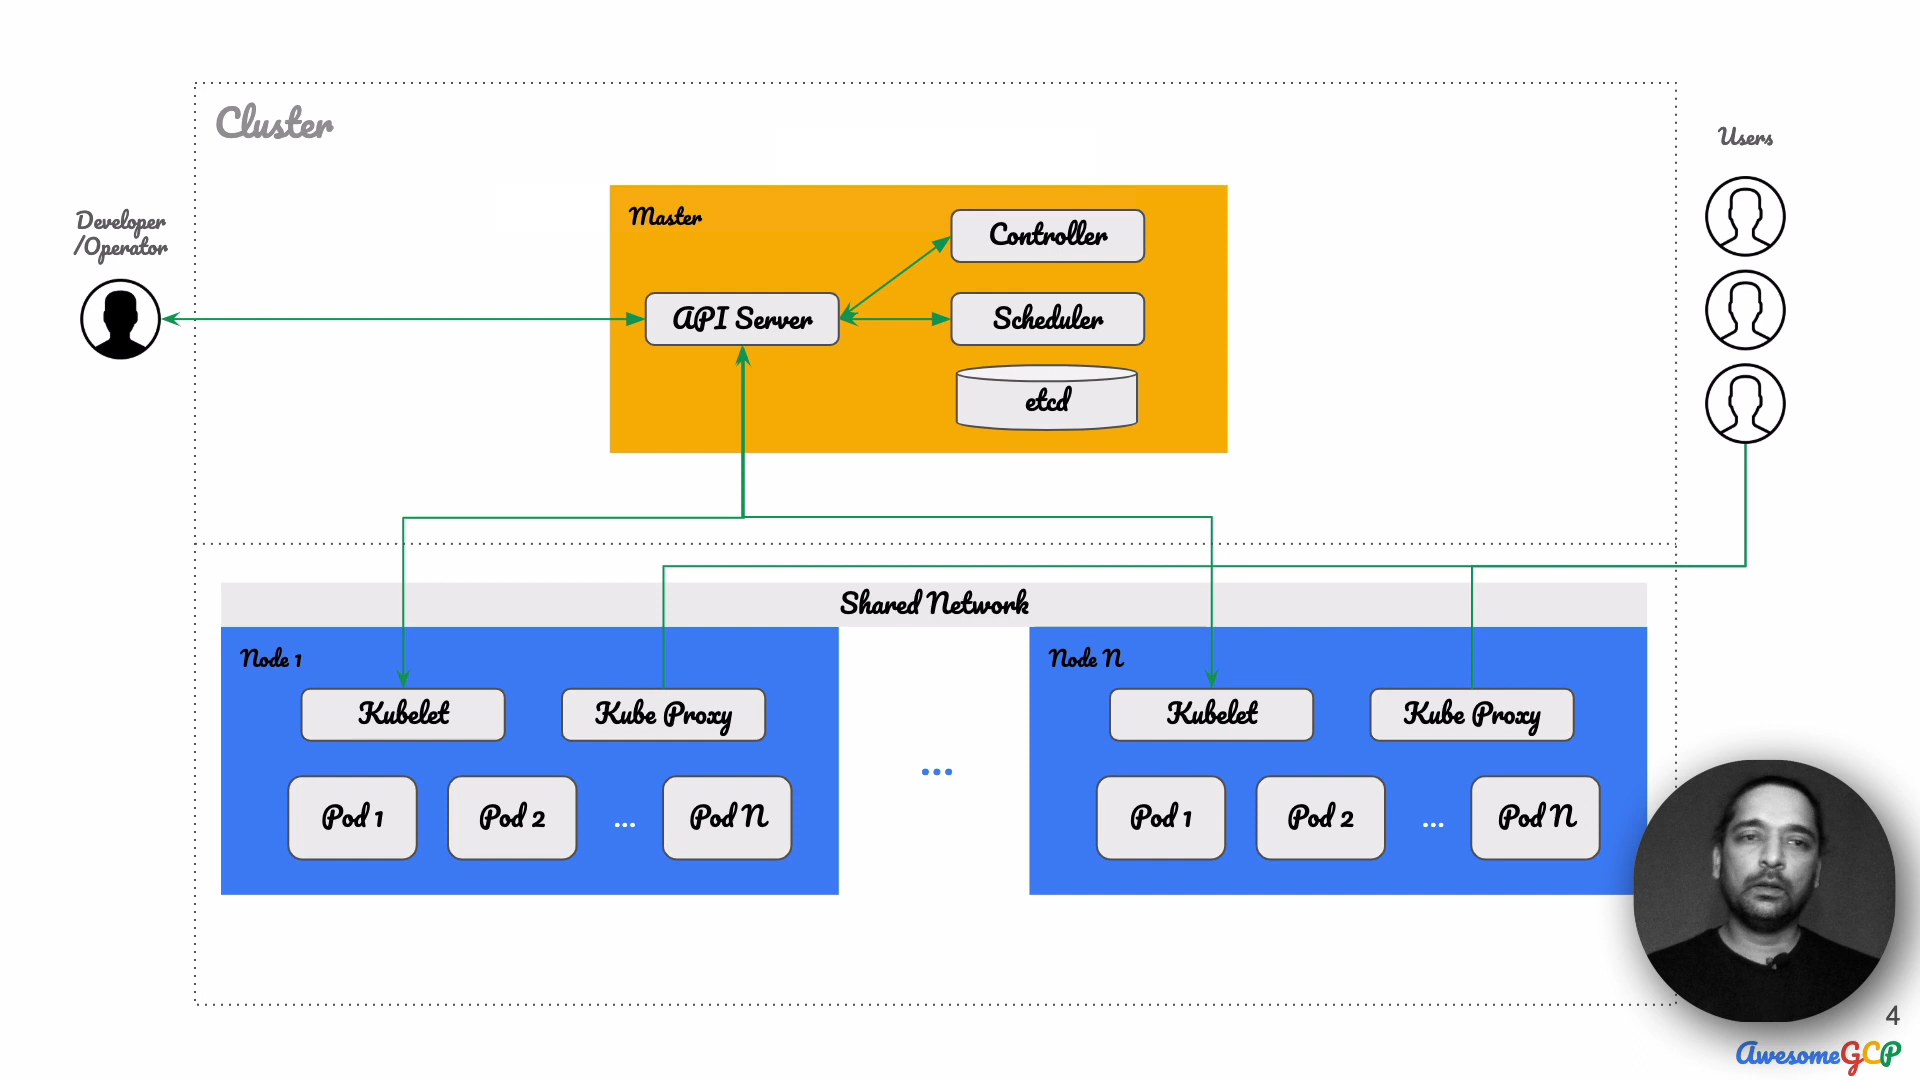 Cluster
Users
Developer
/Operator
Master
Controller
API Server
Scheduler
etcd
Shared Network
Node 1
Node N
Kubelet
Kube Proxy
Kubelet
Kube Proxy
Pod 1
Pod 2
...
Pod N
...
Pod 1
Pod 2
...
Pod N
4
AwesomeGCP